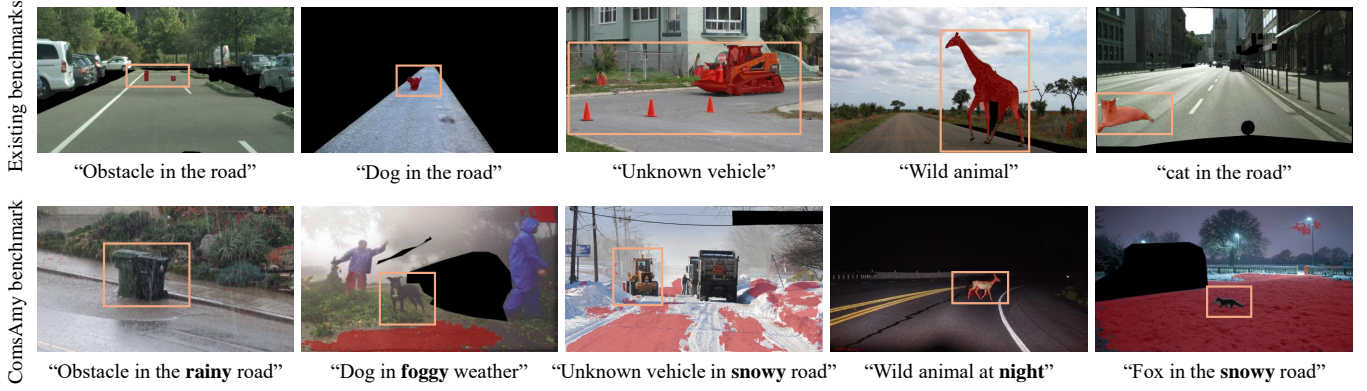 Existing benchmarks
“Obstacle in the road”
“Dog in the road”
“Unknown vehicle”
“Wild animal”
“cat in the road”
ComsAmy benchmark
“Obstacle in the rainy road”
“Dog in foggy weather”
“Unknown vehicle in snowy road”
“Wild animal at night”
“Fox in the snowy road”